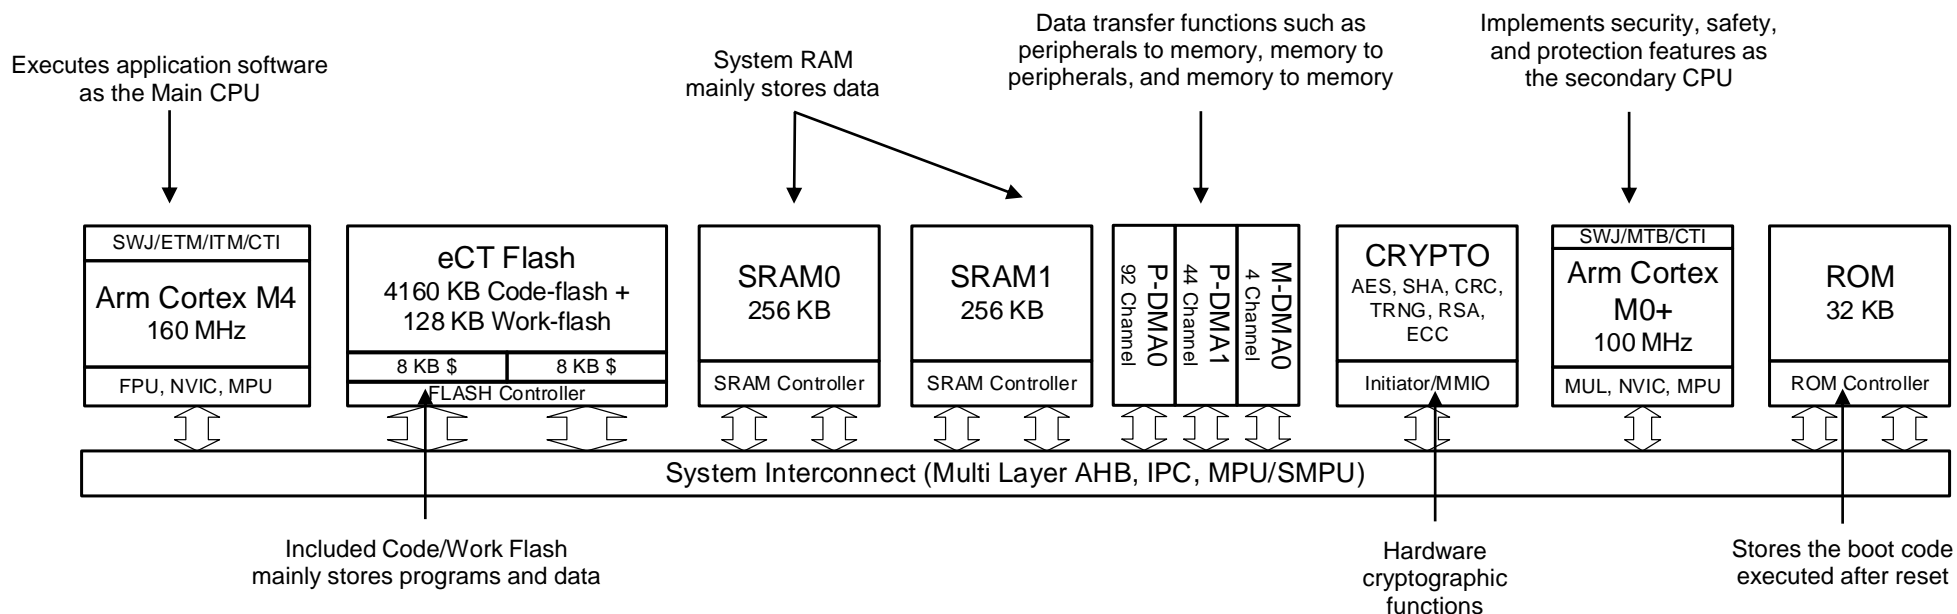 Executes application software
as the Main CPU
System RAM
mainly stores data
Data transfer functions such as
peripherals to memory, memory to
peripherals, and memory to memory
Implements security, safety,
and protection features as
the secondary CPU
SWJ/ETM/ITM/CTI
Arm Cortex M4
160 MHz
FPU, NVIC, MPU
eCT Flash
4160 KB Code-flash +
128 KB Work-flash
8 KB $
8 KB $
FLASH Controller
SRAM0
256 KB
SRAM Controller
SRAM1
256 KB
SRAM Controller
P-DMA0
92 Channel
P-DMA1
44 Channel
M-DMA0
4 Channel
CRYPTO
AES, SHA, CRC,
TRNG, RSA,
ECC
Initiator/MMIO
SWJ/MTB/CTI
Arm Cortex
M0+
100 MHz
MUL, NVIC, MPU
ROM
32 KB
ROM Controller
System Interconnect (Multi Layer AHB, IPC, MPU/SMPU)
Included Code/Work Flash
mainly stores programs and data
Hardware
cryptographic
functions
Stores the boot code
executed after reset